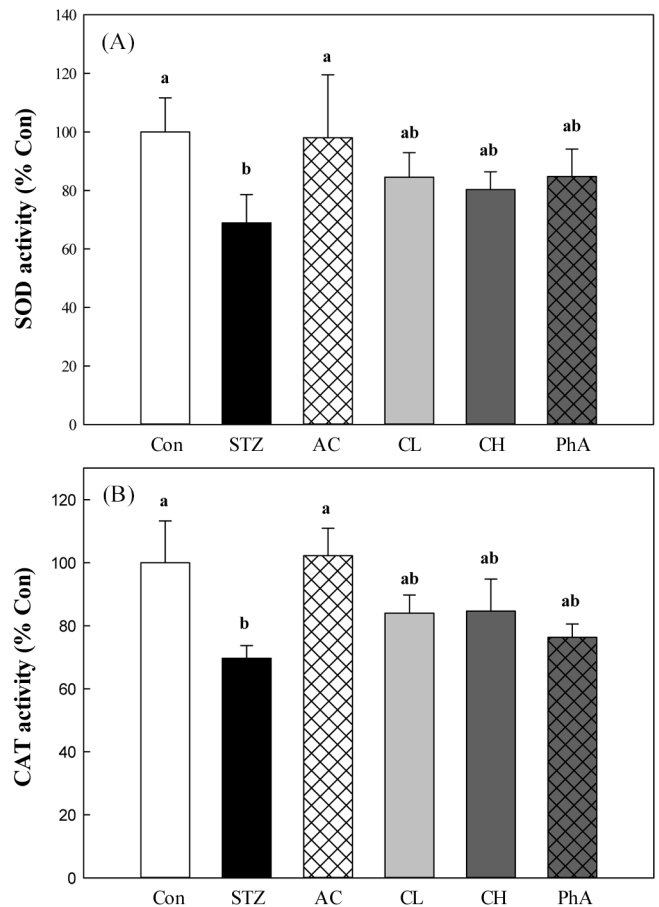 140
(A)
120
a
a
100
ab
ab
ab
b
80
60
40
20
0
SOD activity (% Con)
Con STZ AC CL CH PhA
(B)
120
a
a
100
ab
ab
ab
b
80
60
40
20
0
CAT activity (% Con)
Con STZ AC CL CH PhA